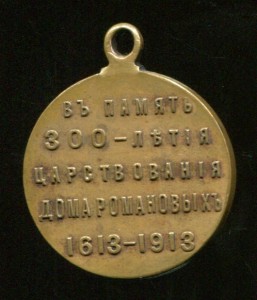 ВЪ ПАМЯТЬ
300-ЛѢТІЯ
ЦАРСТВОВАНІЯ
ДОМА РОМАНОВЫХЪ
1613-1913